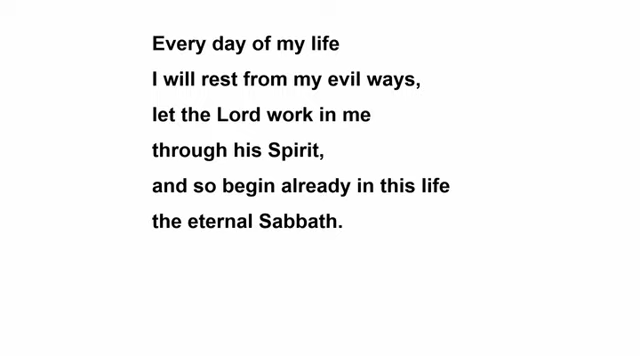 Every day of my life
I will rest from my evil ways,
let the Lord work in me
through his Spirit,
and so begin already in this life
the eternal Sabbath.